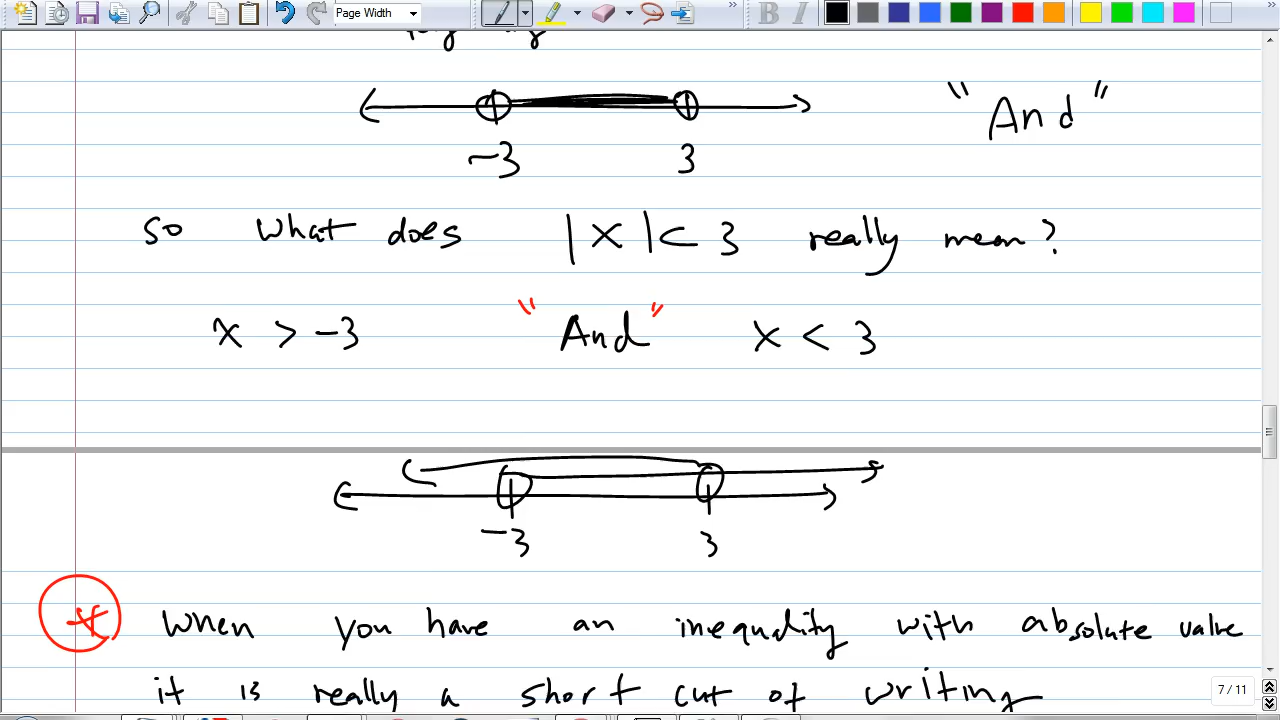 Page Width
B I
-3 3 "And"
so what does |x| < 3 really mean?
x > -3 "And" x < 3
-3 3
* When you have an inequality with absolute value
it is really a short cut of writing
7 / 11